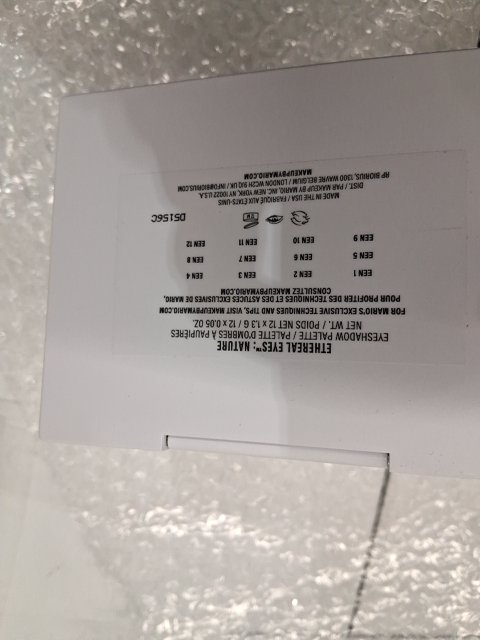 ETHEREAL EYES™: NATURE
EYESHADOW PALETTE / PALETTE D'OMBRES À PAUPIÈRES
NET WT. / POIDS NET 12 x 1.3 G / 12 x 0.05 OZ.
FOR MARIO'S EXCLUSIVE TECHNIQUES AND TIPS, VISIT MAKEUPBYMARIO.COM
POUR PROFITER DES TECHNIQUES ET DES ASTUCES EXCLUSIVES DE MARIO,
CONSULTEZ MAKEUPBYMARIO.COM
EEN 1 EEN 2 EEN 3 EEN 4
EEN 5 EEN 6 EEN 7 EEN 8
EEN 9 EEN 10 EEN 11 EEN 12
D5156C
MADE IN THE USA / FABRIQUÉ AUX ÉTATS-UNIS
DIST. / PAR MAKEUP BY MARIO, INC. NEW YORK, NY 10022 U.S.A.
RP BIORIUS, 1300 WAVRE BELGIUM / LONDON WC2H 9JQ UK / INFO@BIORIUS.COM
MAKEUPBYMARIO.COM